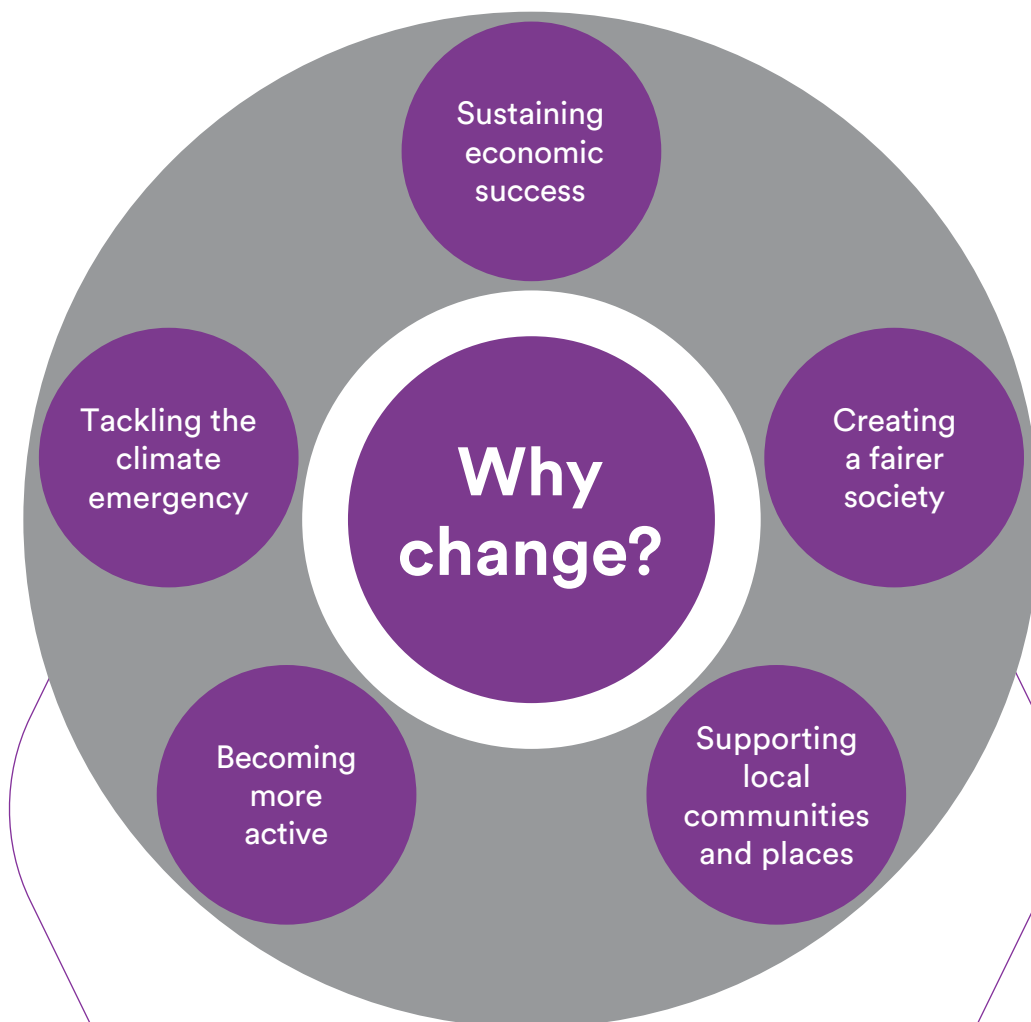 Sustaining
economic
success
Tackling the
climate
emergency
Why
change?
Creating
a fairer
society
Becoming
more
active
Supporting
local
communities
and places